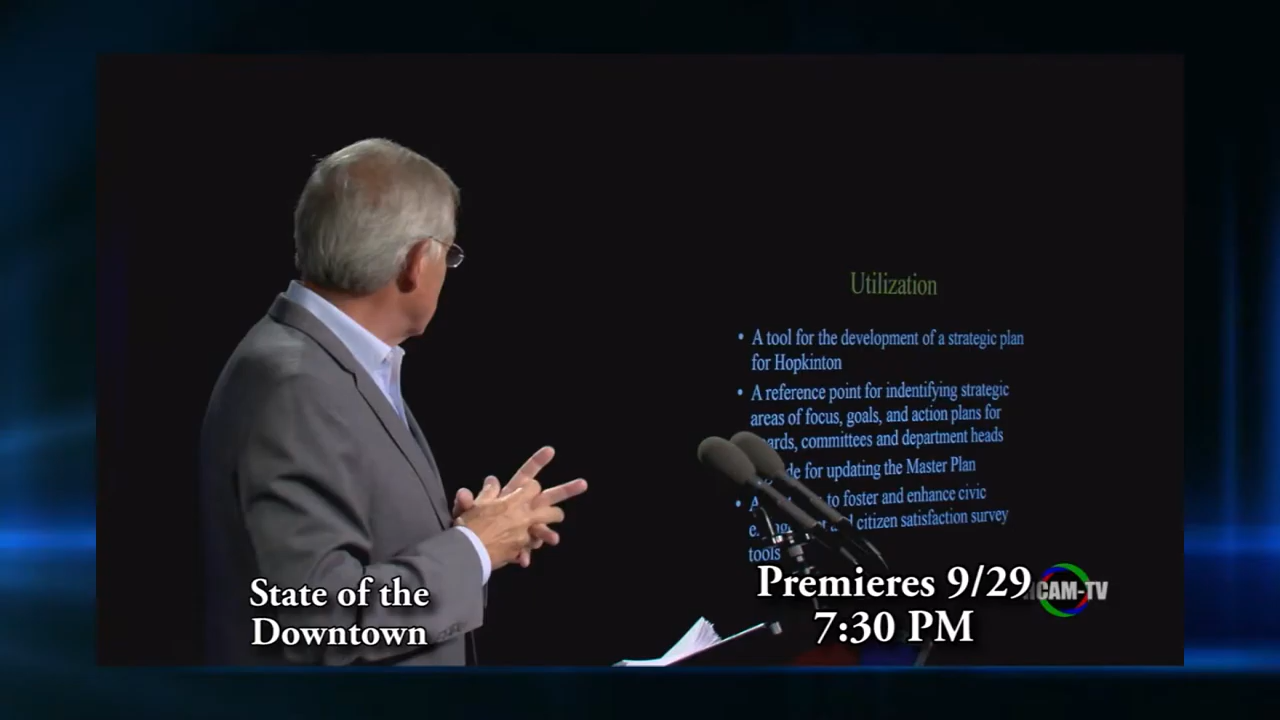 Utilization
• A tool for the development of a strategic plan
for Hopkinton
• A reference point for indentifying strategic
areas of focus, goals, and action plans for
committees and department heads
for updating the Master Plan
• to foster and enhance civic
citizen satisfaction survey
tools
State of the
Downtown
Premieres 9/29
7:30 PM
HCAM-TV